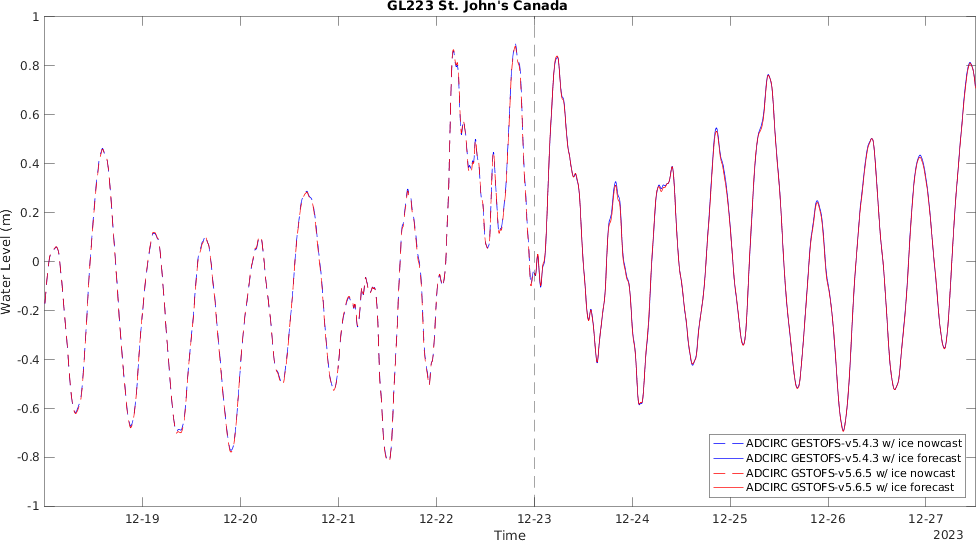 GL223 St. John's Canada
1
0.8
0.6
0.4
0.2
0
-0.2
-0.4
-0.6
-0.8
-1
Water Level (m)
ADCIRC GESTOFS-v5.4.3 w/ ice nowcast
ADCIRC GESTOFS-v5.4.3 w/ ice forecast
ADCIRC GSTOFS-v5.6.5 w/ ice nowcast
ADCIRC GSTOFS-v5.6.5 w/ ice forecast
12-19 12-20 12-21 12-22 12-23 12-24 12-25 12-26 12-27
Time
2023